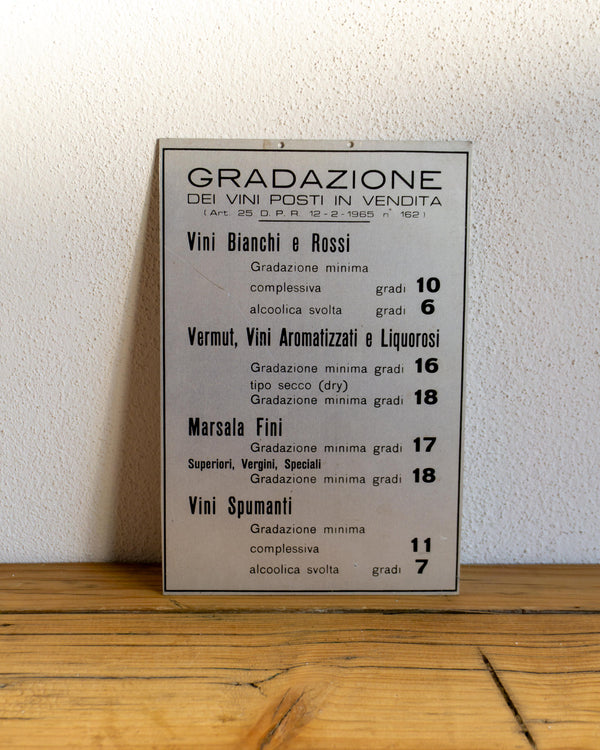 GRADAZIONE
DEI VINI POSTI IN VENDITA
(Art. 25 D.P.R. 12-2-1965 n° 162)
Vini Bianchi e Rossi
Gradazione minima
complessiva gradi 10
alcoolica svolta 6
Vermut, Vini Aromatizzati e Liquorosi
Gradazione minima gradi 16
tipo secco (dry)
Gradazione minima gradi 18
Marsala Fini
Gradazione minima gradi 17
Superiori, Vergini, Speciali
Gradazione minima gradi 18
Vini Spumanti
Gradazione minima
complessiva 11
alcoolica svolta gradi 7